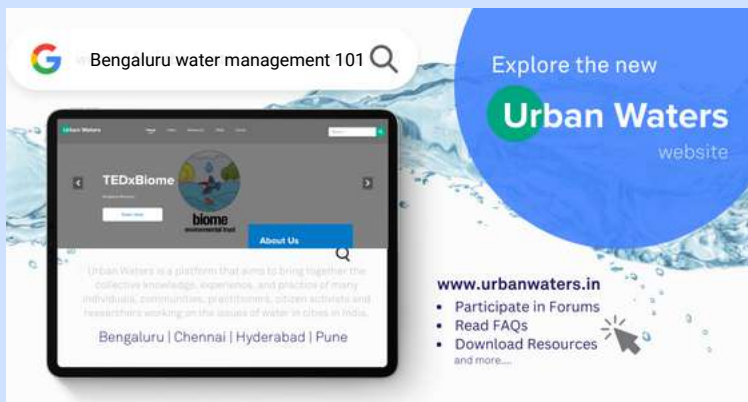 Bengaluru water management 101
Explore the new
Urban Waters
website
Urban Waters
TEDxBiome
biome
environmental trust
About Us
Urban Waters is a platform that aims to bring together the
collective knowledge, experience, and practice of many
individuals, communities, practitioners, citizen activists and
researchers working on the issues of water in cities in India.
Bengaluru | Chennai | Hyderabad | Pune
www.urbanwaters.in
• Participate in Forums
• Read FAQs
• Download Resources
and more....